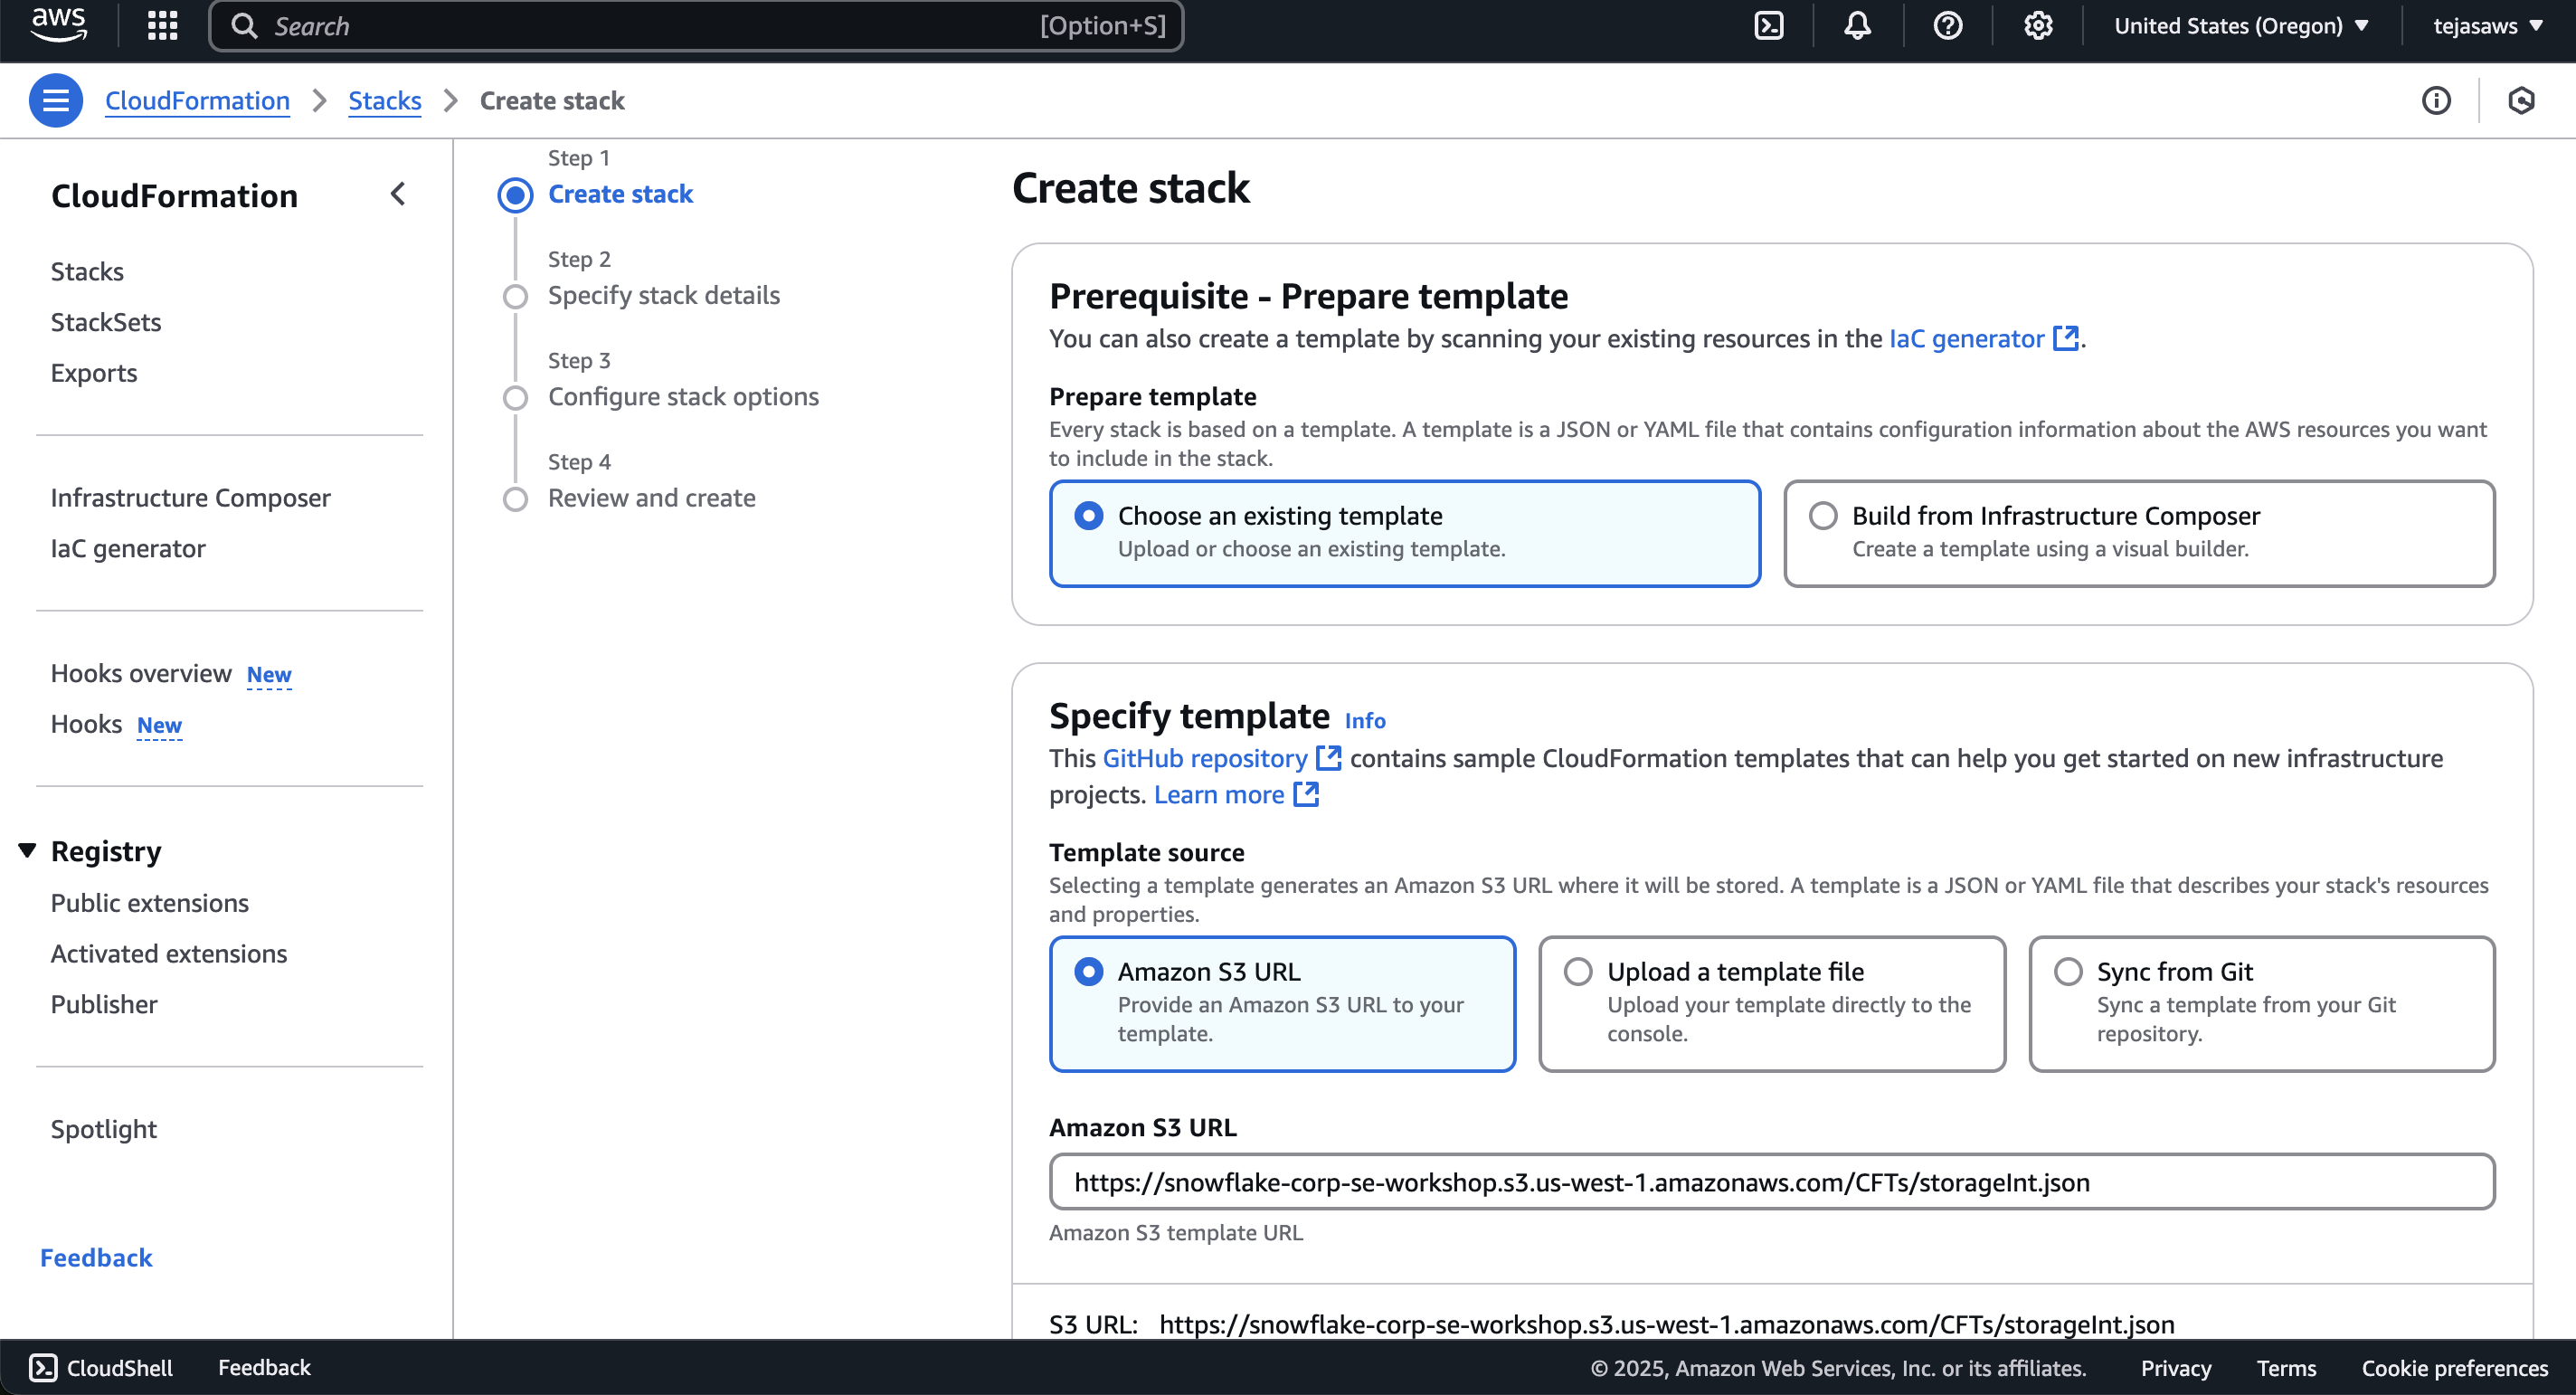 aws
Search
[Option+S]
United States (Oregon)
tejasaws
CloudFormation
Stacks
Create stack
CloudFormation
Stacks
StackSets
Exports
Infrastructure Composer
IaC generator
Hooks overview New
Hooks New
Registry
Public extensions
Activated extensions
Publisher
Spotlight
Feedback
Step 1
Create stack
Step 2
Specify stack details
Step 3
Configure stack options
Step 4
Review and create
Create stack
Prerequisite - Prepare template
You can also create a template by scanning your existing resources in the IaC generator.
Prepare template
Every stack is based on a template. A template is a JSON or YAML file that contains configuration information about the AWS resources you want
to include in the stack.
Choose an existing template
Upload or choose an existing template.
Build from Infrastructure Composer
Create a template using a visual builder.
Specify template Info
This GitHub repository contains sample CloudFormation templates that can help you get started on new infrastructure
projects. Learn more
Template source
Selecting a template generates an Amazon S3 URL where it will be stored. A template is a JSON or YAML file that describes your stack's resources
and properties.
Amazon S3 URL
Provide an Amazon S3 URL to your
template.
Upload a template file
Upload your template directly to the
console.
Sync from Git
Sync a template from your Git
repository.
Amazon S3 URL
https://snowflake-corp-se-workshop.s3.us-west-1.amazonaws.com/CFTs/storageInt.json
Amazon S3 template URL
S3 URL: https://snowflake-corp-se-workshop.s3.us-west-1.amazonaws.com/CFTs/storageInt.json
CloudShell
Feedback
© 2025, Amazon Web Services, Inc. or its affiliates.
Privacy
Terms
Cookie preferences